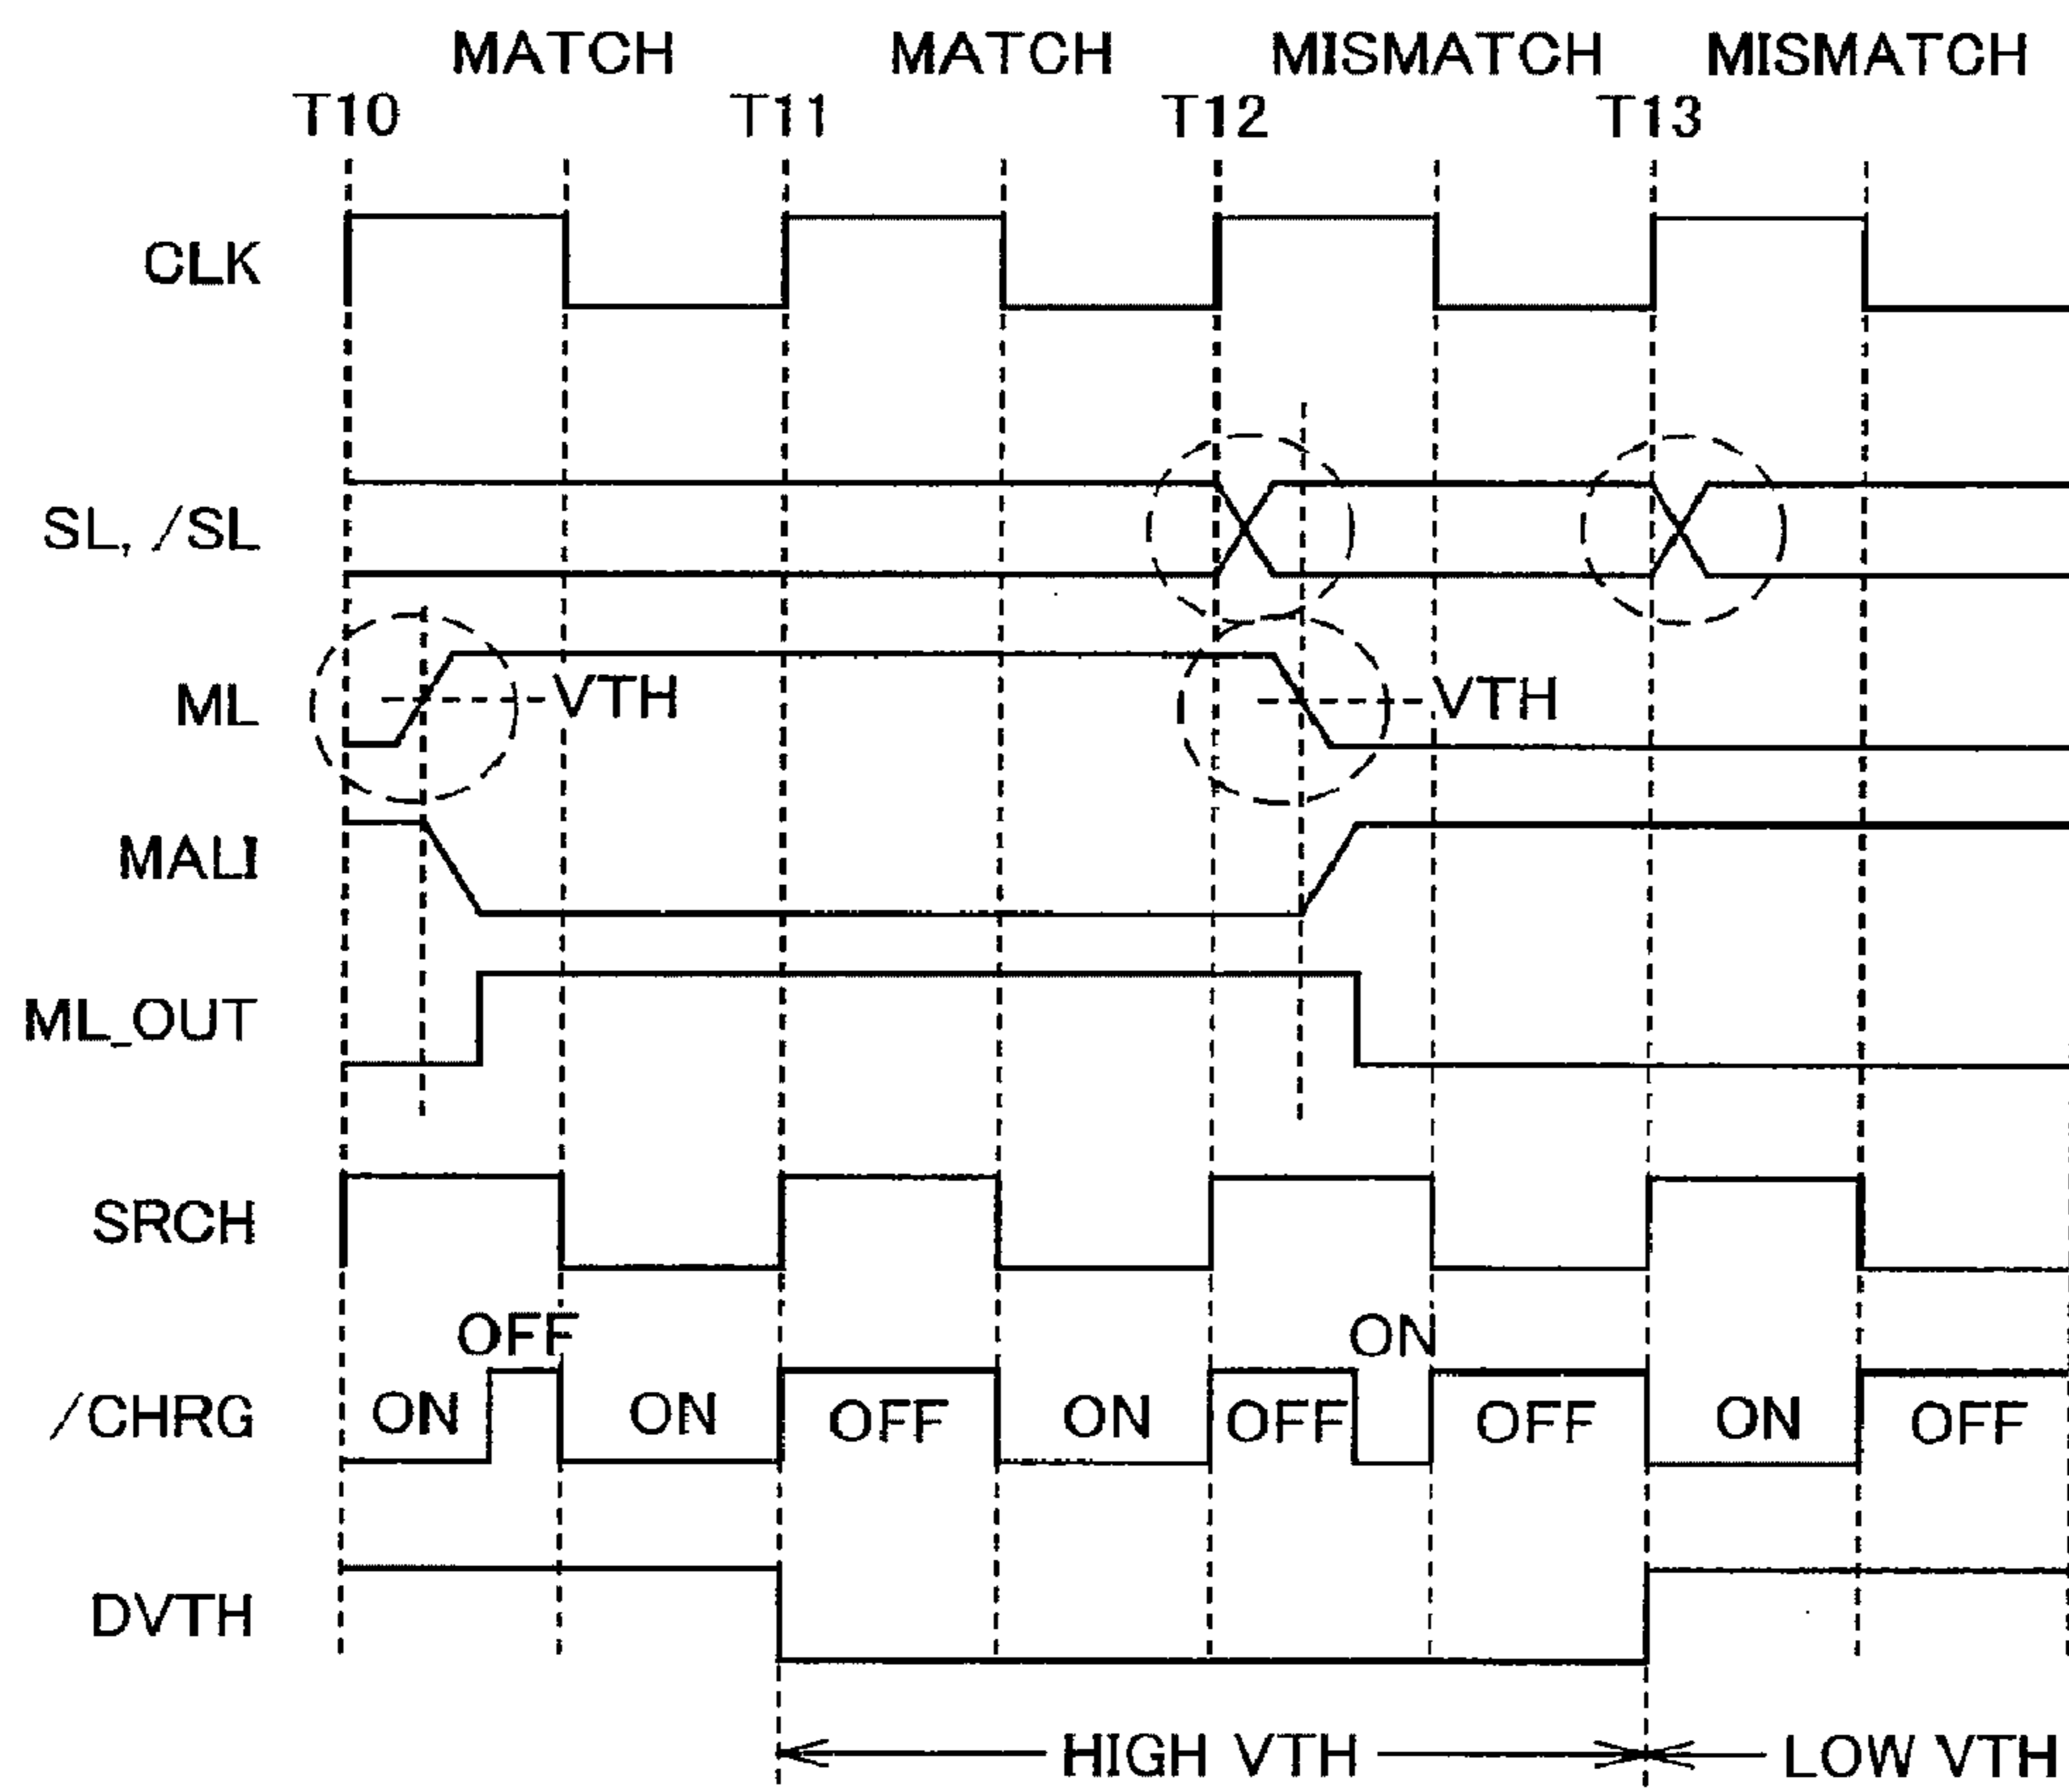 MATCH MATCH MISMATCH MISMATCH
T10 T11 T12 T13
CLK
SL, /SL
ML VTH VTH
MALI
ML_OUT
SRCH
OFF ON
/CHRG ON ON OFF ON OFF OFF ON OFF
DVTH
HIGH VTH LOW VTH